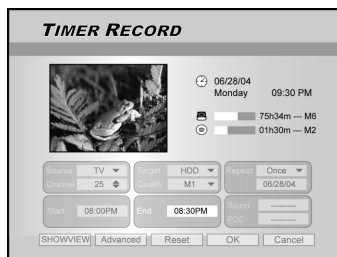 TIMER RECORD
06/28/04
Monday 09:30 PM
75h34m --- M6
01h30m --- M2
Source TV Target HDD Repeat Once
Channel 25 Quality M1 06/28/04
Start 08:00PM End 08:30PM Sound ----------
PDC ----------
SHOWVIEW Advanced Reset OK Cancel